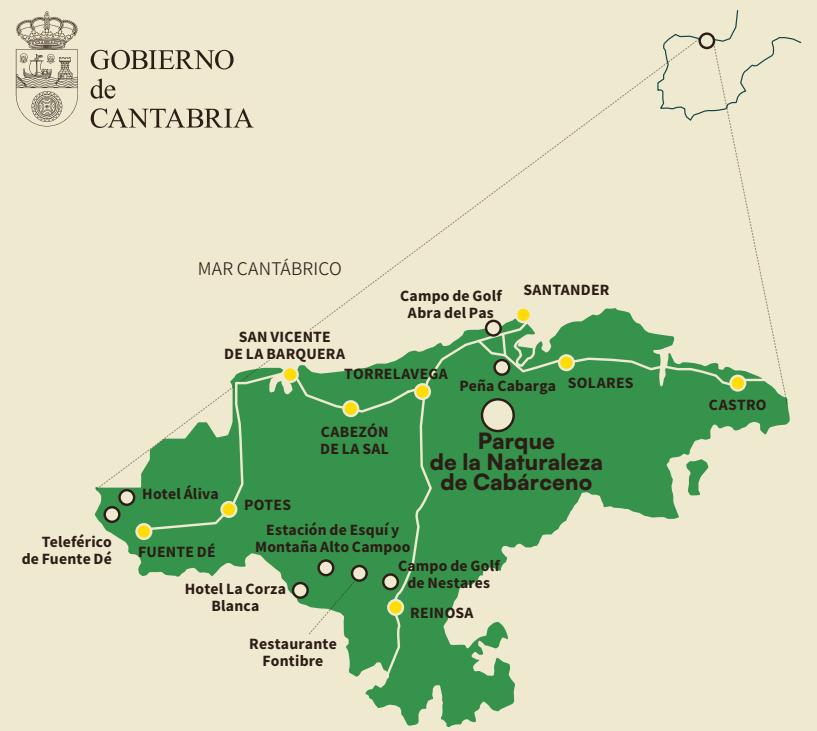 GOBIERNO
de
CANTABRIA
MAR CANTÁBRICO
Campo de Golf
Abra del Pas
SANTANDER
SAN VICENTE
DE LA BARQUERA
TORRELAVEGA
Peña Cabarga
SOLARES
CASTRO
CABEZÓN
DE LA SAL
Parque
de la Naturaleza
de Cabárceno
Hotel Áliva
POTES
Teleférico
de Fuente Dé
FUENTE DÉ
Estación de Esquí y
Montaña Alto Campoo
Campo de Golf
de Nestares
Hotel La Corza
Blanca
REINOSA
Restaurante
Fontibre